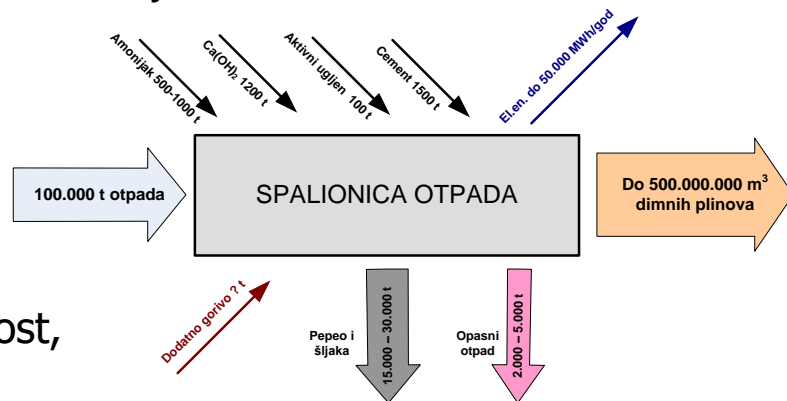 Amonijak 500-1000 t
Ca(OH)₂ 1200 t
Aktivni ugljen 100 t
Cement 1500 t
El.en. do 50.000 MWh/god
100.000 t otpada
SPALIONICA OTPADA
Do 500.000.000 m³
dimnih plinova
Dodatno gorivo ? t
Pepeo i
šljaka
15.000 – 30.000 t
Opasni
otpad
2.000 – 5.000 t
ost,